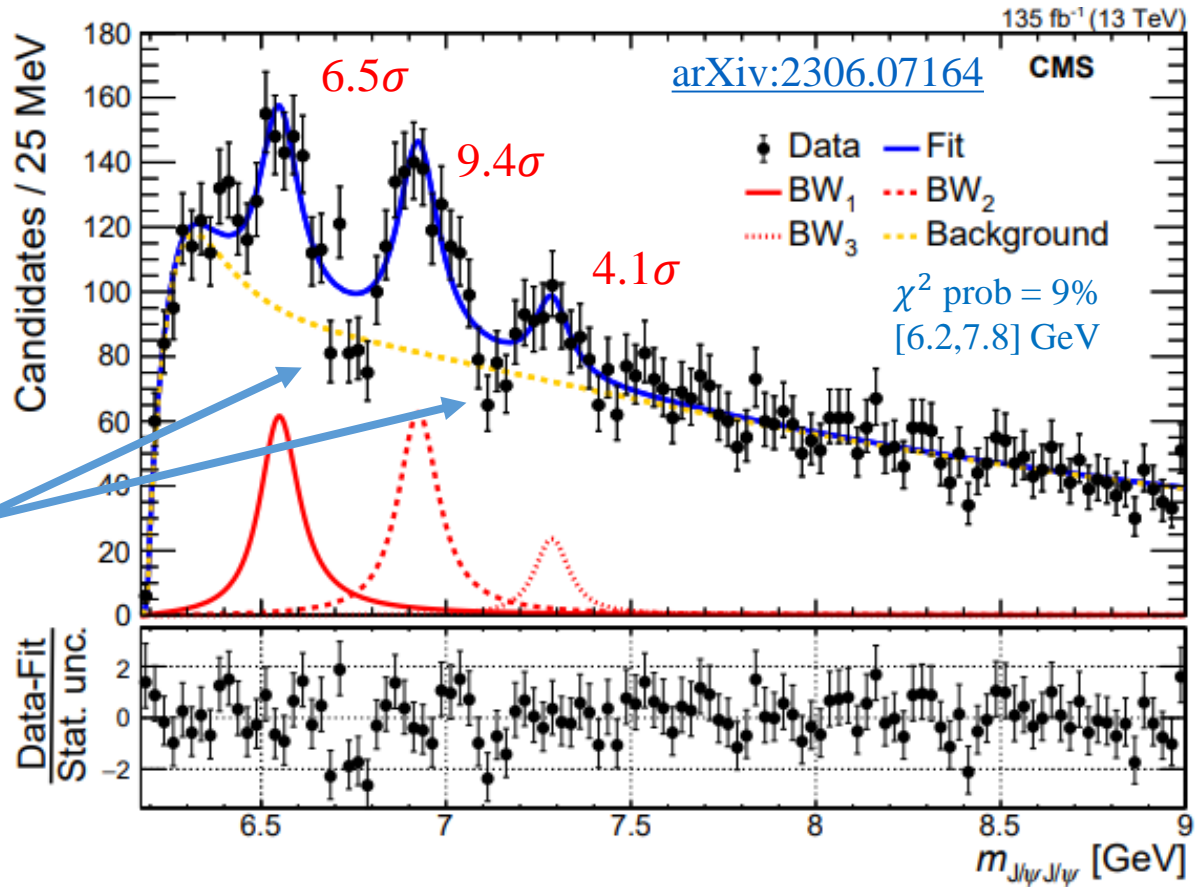 135 fb⁻¹ (13 TeV)
180
160
140
120
100
80
60
40
20
0
Candidates / 25 MeV
6.5σ
9.4σ
4.1σ
arXiv:2306.07164
CMS
Data Fit
BW₁ BW₂
BW₃ Background
χ² prob = 9%
[6.2,7.8] GeV
Data-Fit
Stat. unc.
2
0
−2
6.5 7 7.5 8 8.5 9
m_J/ψJ/ψ [GeV]